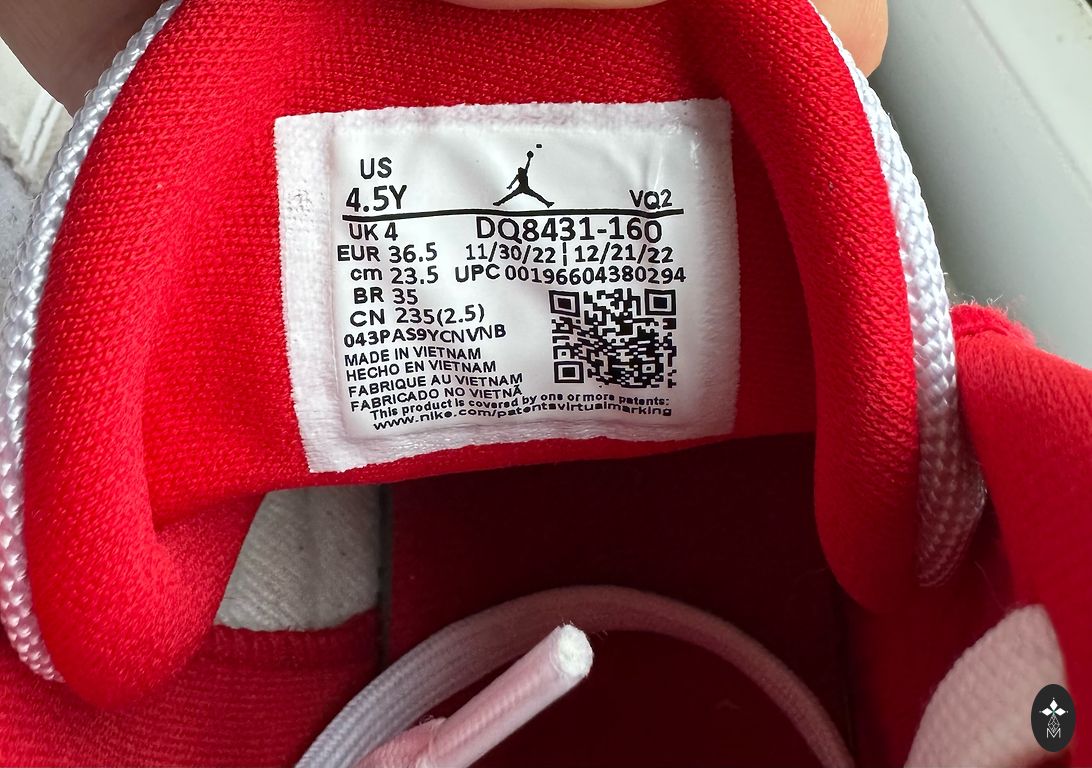 US
4.5Y VQ2
UK 4 DQ8431-160
EUR 36.5 11/30/22 ¦ 12/21/22
cm 23.5 UPC 00196604380294
BR 35
CN 235(2.5)
043PAS9YCNVNB
MADE IN VIETNAM
HECHO EN VIETNAM
FABRIQUE AU VIETNAM
FABRICADO NO VIETNÃ
This product is covered by one or more patents:
www.nike.com/patentsvirtualmarking
M